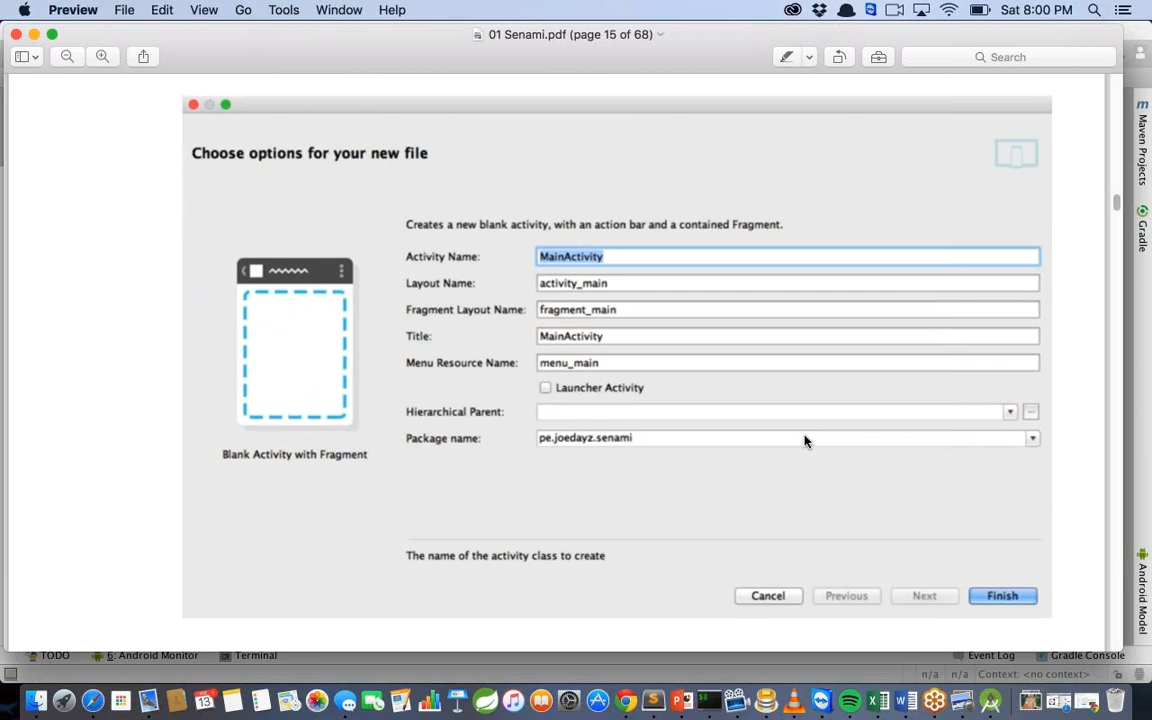 Preview File Edit View Go Tools Window Help Sat 8:00 PM
01 Senami.pdf (page 15 of 68)
Search
Choose options for your new file
Creates a new blank activity, with an action bar and a contained Fragment.
Activity Name: MainActivity
Layout Name: activity_main
Fragment Layout Name: fragment_main
Title: MainActivity
Menu Resource Name: menu_main
Launcher Activity
Hierarchical Parent:
Package name: pe.joedayz.senami
Blank Activity with Fragment
The name of the activity class to create
Cancel Previous Next Finish
m
Maven Projects
Gradle
Android Model
TODO 6: Android Monitor Terminal Event Log Gradle Console
n/a n/a Context: <no context>
13